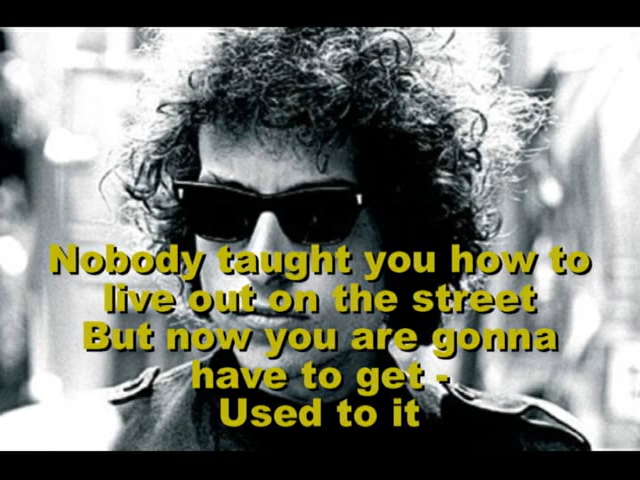 Nobody taught you how to
live out on the street
But now you are gonna
have to get -
Used to it